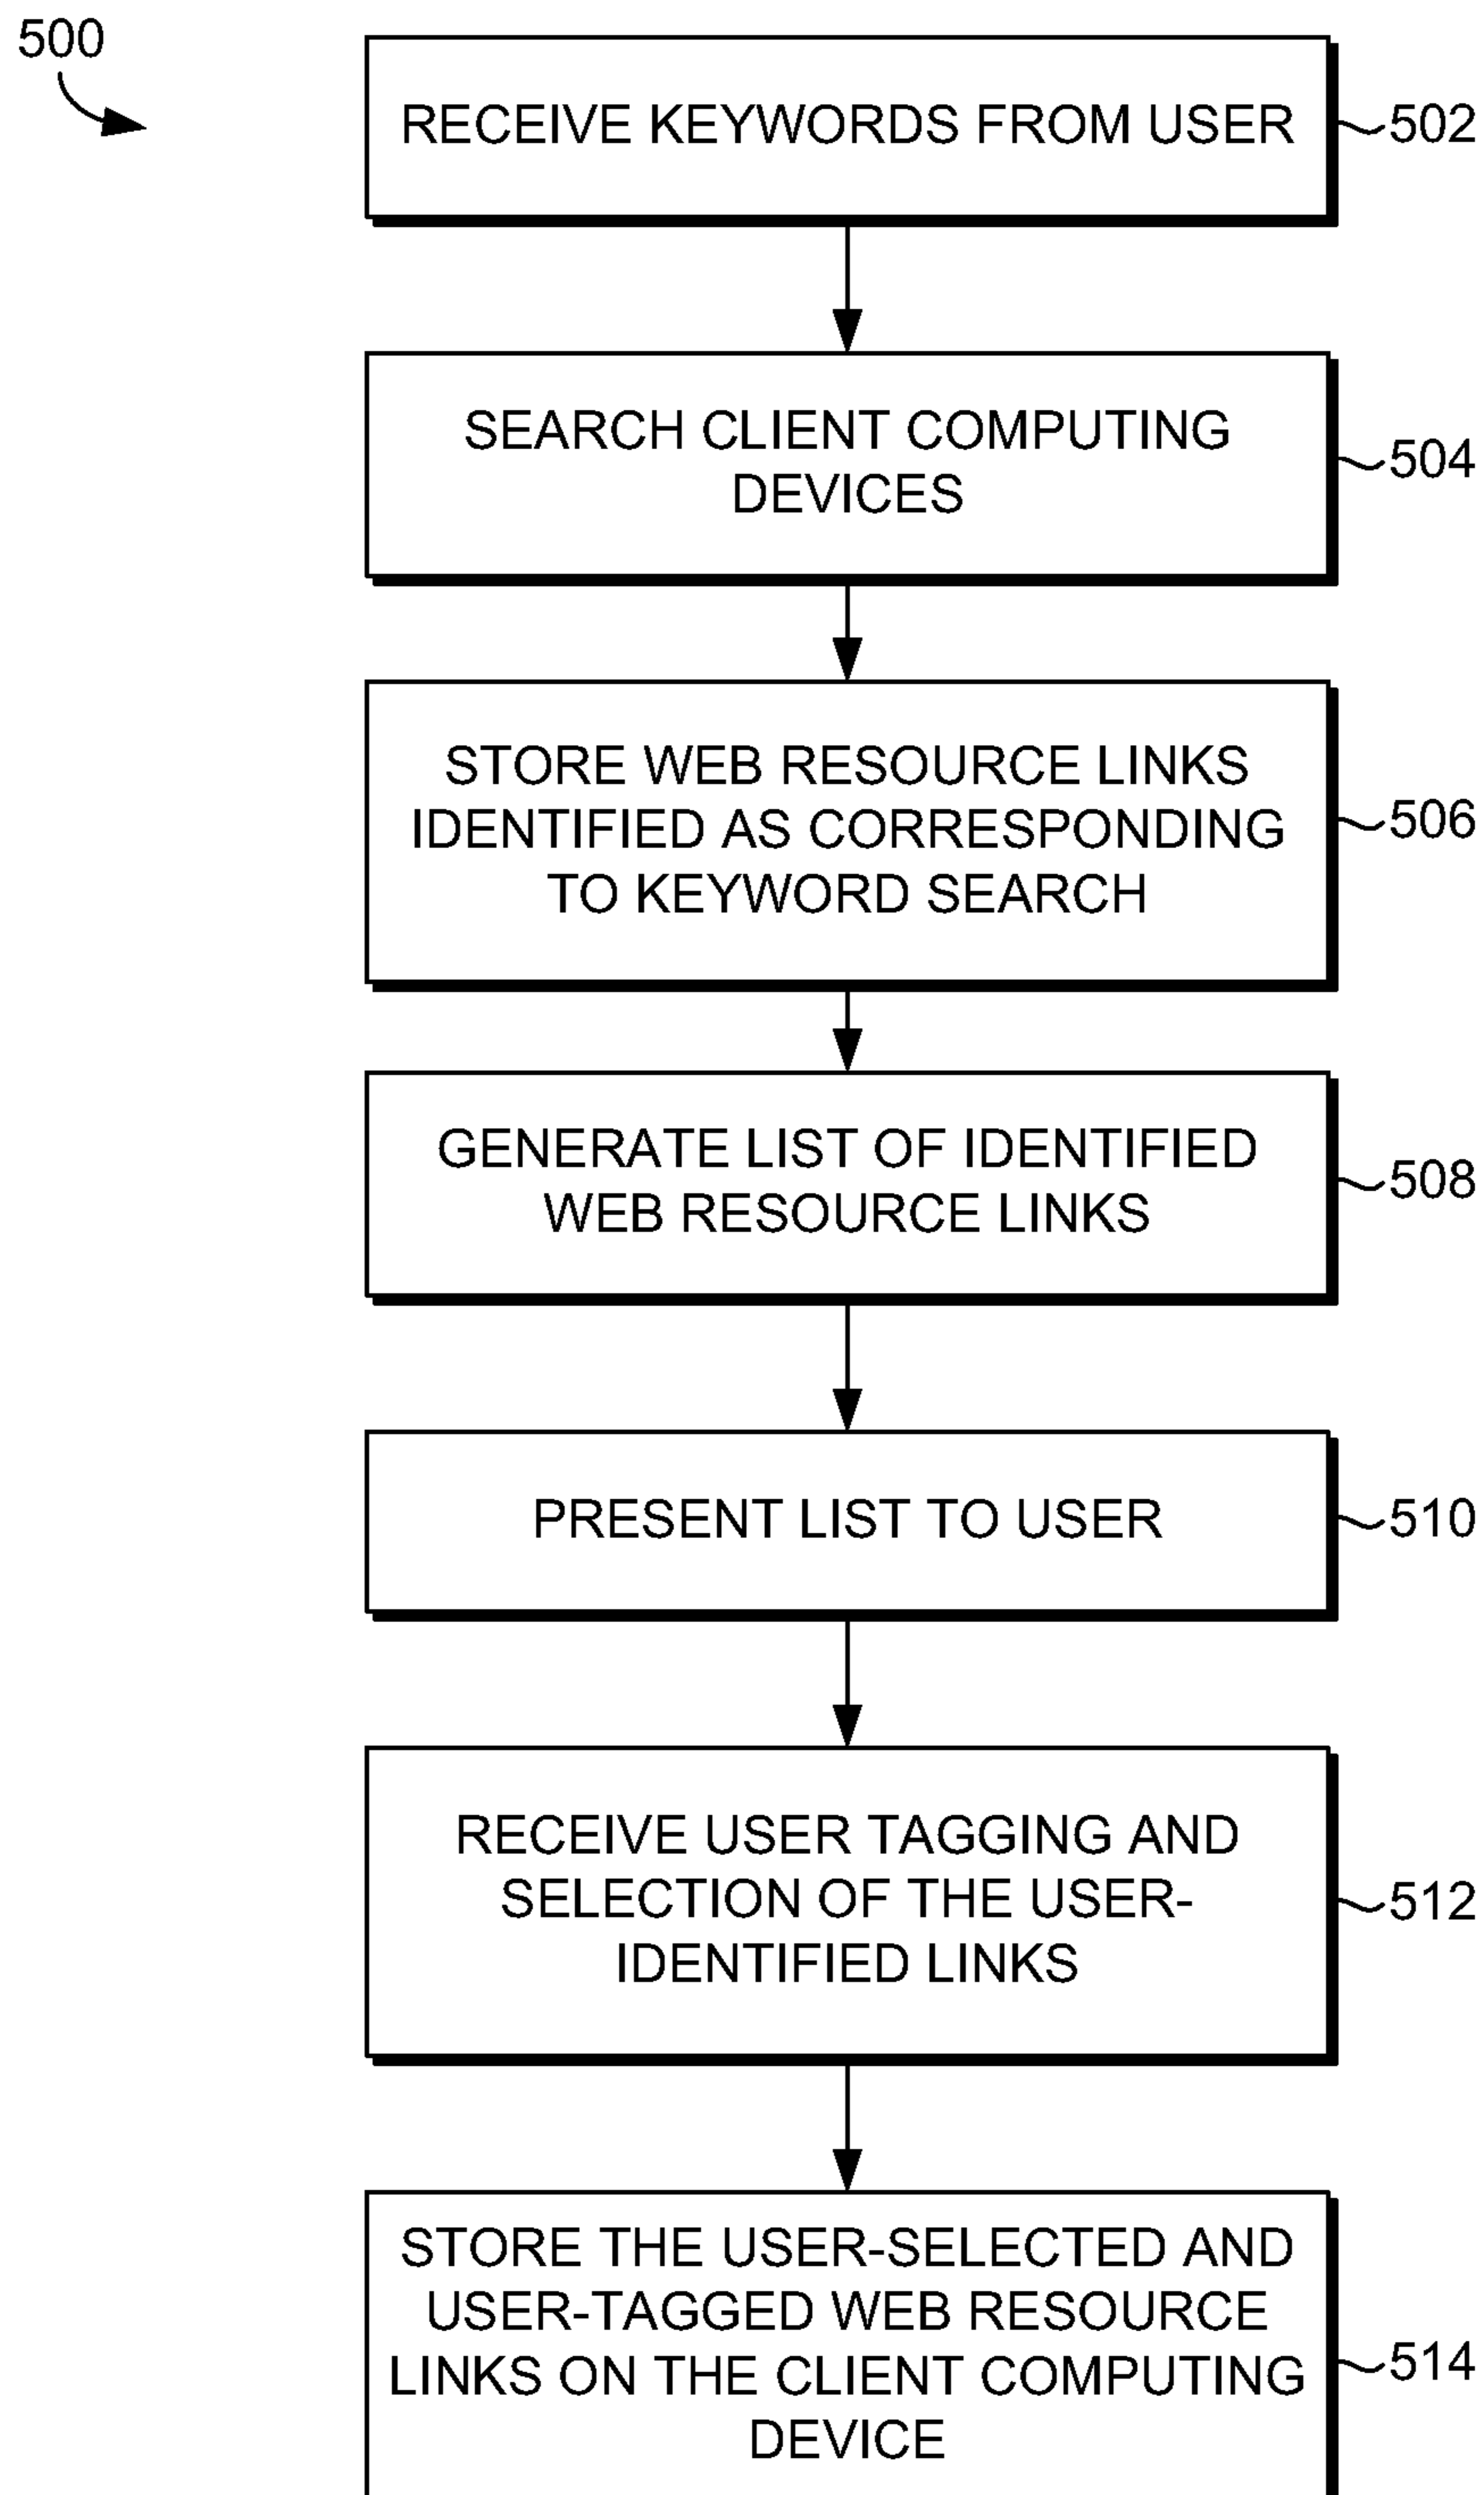 500
RECEIVE KEYWORDS FROM USER
502
SEARCH CLIENT COMPUTING
DEVICES
504
STORE WEB RESOURCE LINKS
IDENTIFIED AS CORRESPONDING
TO KEYWORD SEARCH
506
GENERATE LIST OF IDENTIFIED
WEB RESOURCE LINKS
508
PRESENT LIST TO USER
510
RECEIVE USER TAGGING AND
SELECTION OF THE USER-
IDENTIFIED LINKS
512
STORE THE USER-SELECTED AND
USER-TAGGED WEB RESOURCE
LINKS ON THE CLIENT COMPUTING
DEVICE
514